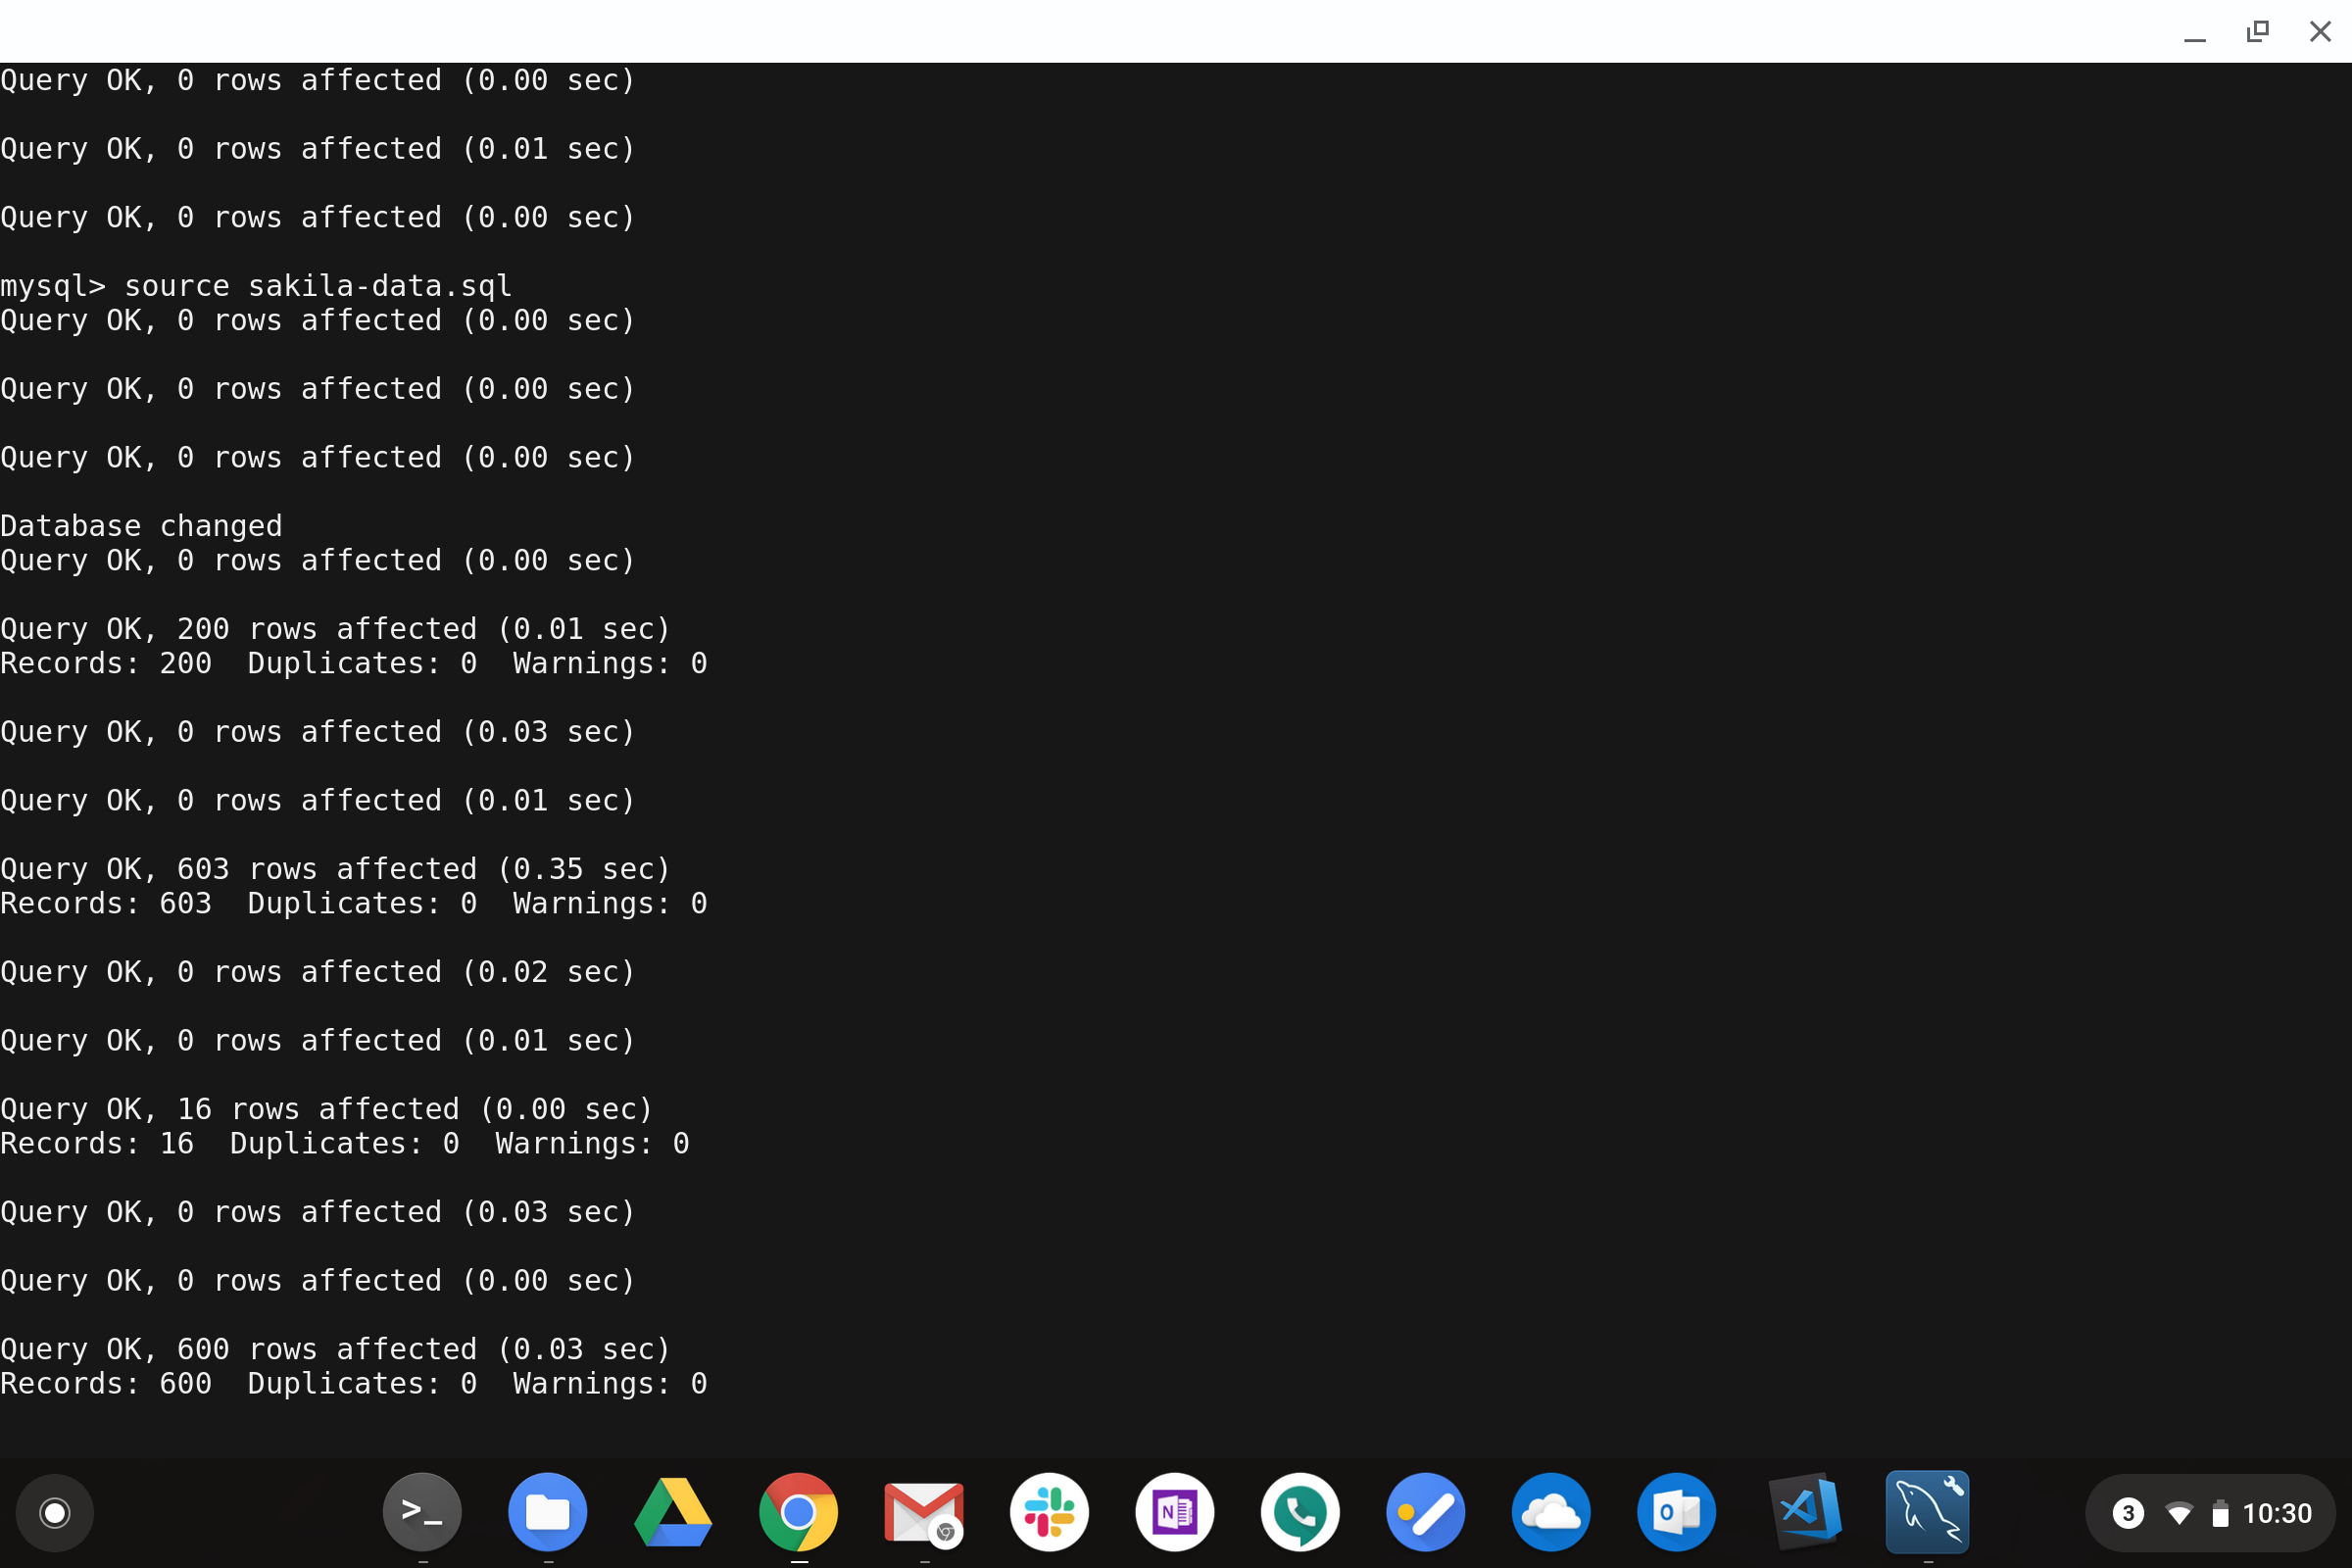 Query OK, 0 rows affected (0.00 sec)
Query OK, 0 rows affected (0.01 sec)
Query OK, 0 rows affected (0.00 sec)
mysql> source sakila-data.sql
Query OK, 0 rows affected (0.00 sec)
Query OK, 0 rows affected (0.00 sec)
Query OK, 0 rows affected (0.00 sec)
Database changed
Query OK, 0 rows affected (0.00 sec)
Query OK, 200 rows affected (0.01 sec)
Records: 200  Duplicates: 0  Warnings: 0
Query OK, 0 rows affected (0.03 sec)
Query OK, 0 rows affected (0.01 sec)
Query OK, 603 rows affected (0.35 sec)
Records: 603  Duplicates: 0  Warnings: 0
Query OK, 0 rows affected (0.02 sec)
Query OK, 0 rows affected (0.01 sec)
Query OK, 16 rows affected (0.00 sec)
Records: 16  Duplicates: 0  Warnings: 0
Query OK, 0 rows affected (0.03 sec)
Query OK, 0 rows affected (0.00 sec)
Query OK, 600 rows affected (0.03 sec)
Records: 600  Duplicates: 0  Warnings: 0
>_ N O 3 10:30